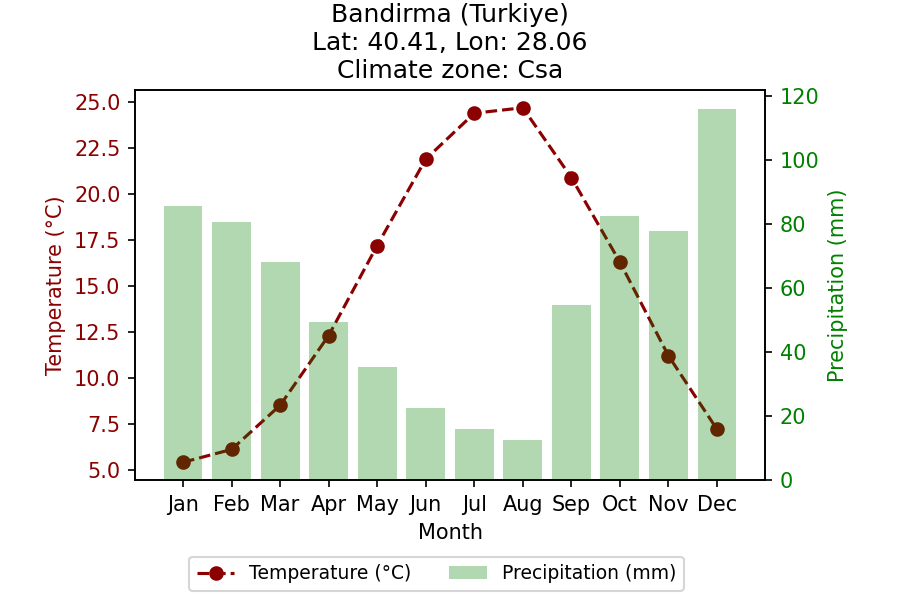 Bandirma (Turkiye)
Lat: 40.41, Lon: 28.06
Climate zone: Csa
25.0
22.5
20.0
17.5
15.0
12.5
10.0
7.5
5.0
Temperature (°C)
120
100
80
60
40
20
0
Precipitation (mm)
Jan Feb Mar Apr May Jun Jul Aug Sep Oct Nov Dec
Month
Temperature (°C) Precipitation (mm)